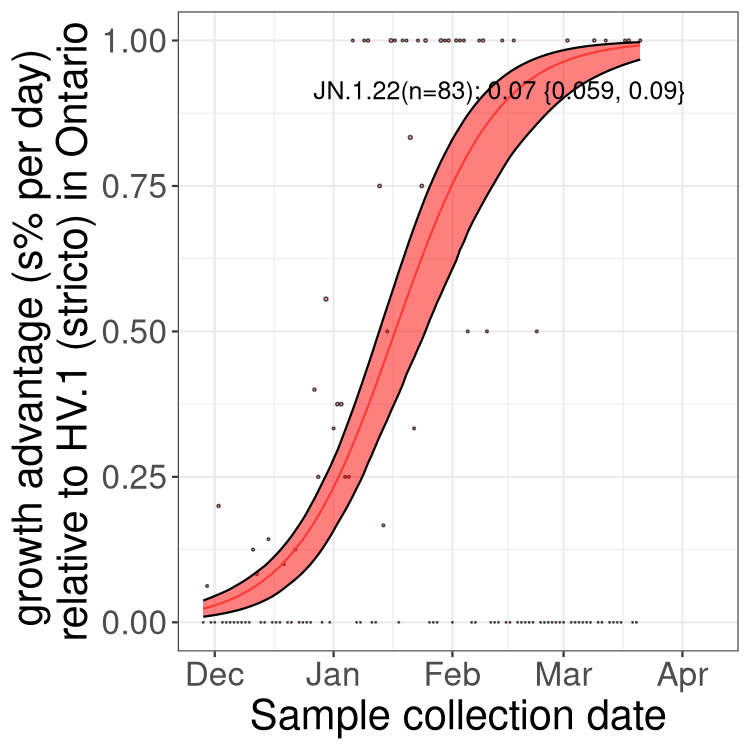 growth advantage (s% per day)
relative to HV.1 (stricto) in Ontario
1.00
0.75
0.50
0.25
0.00
JN.1.22(n=83): 0.07 {0.059, 0.09}
Dec Jan Feb Mar Apr
Sample collection date